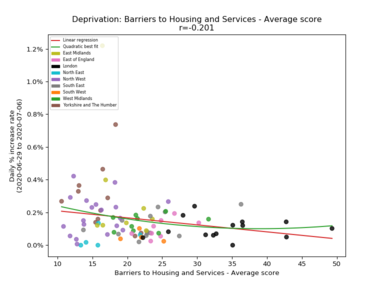 Deprivation: Barriers to Housing and Services - Average score
r=-0.201
Daily % increase rate
(2020-06-29 to 2020-07-06)
1.2%
1.0%
0.8%
0.6%
0.4%
0.2%
0.0%
Linear regression
Quadratic best fit
East Midlands
East of England
London
North East
North West
South East
South West
West Midlands
Yorkshire and The Humber
10
15
20
25
30
35
40
45
50
Barriers to Housing and Services - Average score